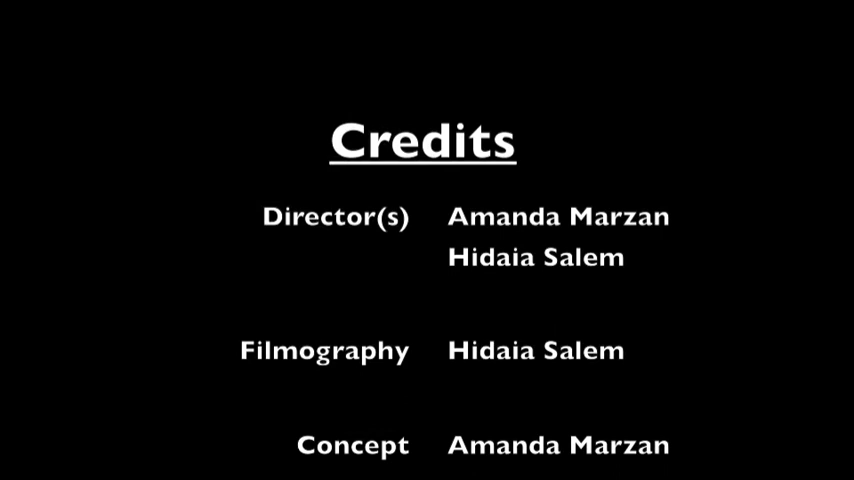 Credits
Director(s) Amanda Marzan
Hidaia Salem
Filmography Hidaia Salem
Concept Amanda Marzan